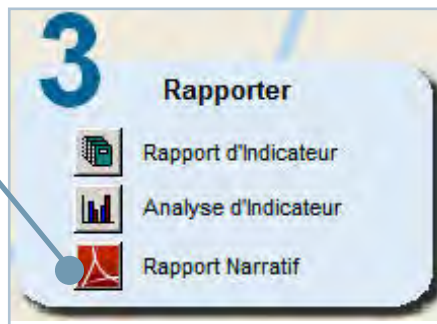 3
Rapporter
Rapport d'Indicateur
Analyse d'Indicateur
Rapport Narratif